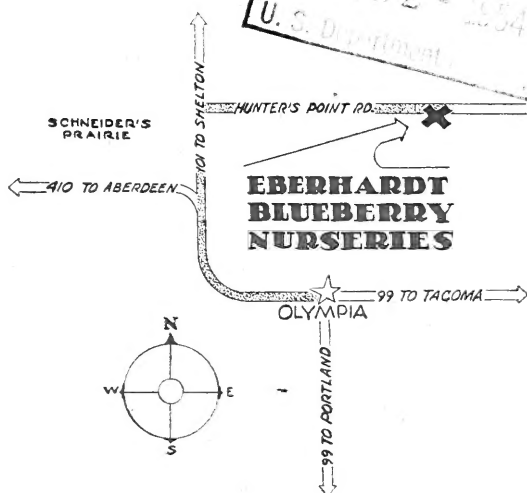 U. S. Department
HUNTER'S POINT RD.
SCHNEIDER'S
PRAIRIE
101 TO SHELTON
410 TO ABERDEEN
EBERHARDT
BLUEBERRY
NURSERIES
99 TO TACOMA
OLYMPIA
N
W
E
S
99 TO PORTLAND